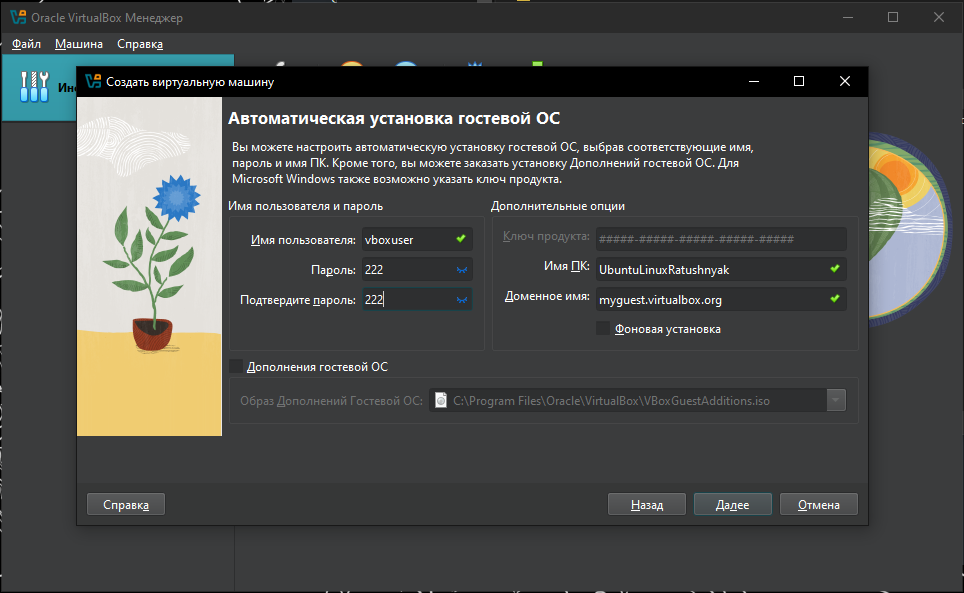 Oracle VirtualBox Менеджер
Файл Машина Справка
Создать виртуальную машину
Автоматическая установка гостевой ОС
Вы можете настроить автоматическую установку гостевой ОС, выбрав соответствующие имя,
пароль и имя ПК. Кроме того, вы можете заказать установку Дополнений гостевой ОС. Для
Microsoft Windows также возможно указать ключ продукта.
Имя пользователя и пароль
Имя пользователя: vboxuser
Пароль: 222
Подтвердите пароль: 222
Дополнительные опции
Ключ продукта: #####-#####-#####-#####-#####
Имя ПК: UbuntuLinuxRatushnyak
Доменное имя: myguest.virtualbox.org
Фоновая установка
Дополнения гостевой ОС
Образ Дополнений Гостевой ОС: C:\Program Files\Oracle\VirtualBox\VBoxGuestAdditions.iso
Справка Назад Далее Отмена